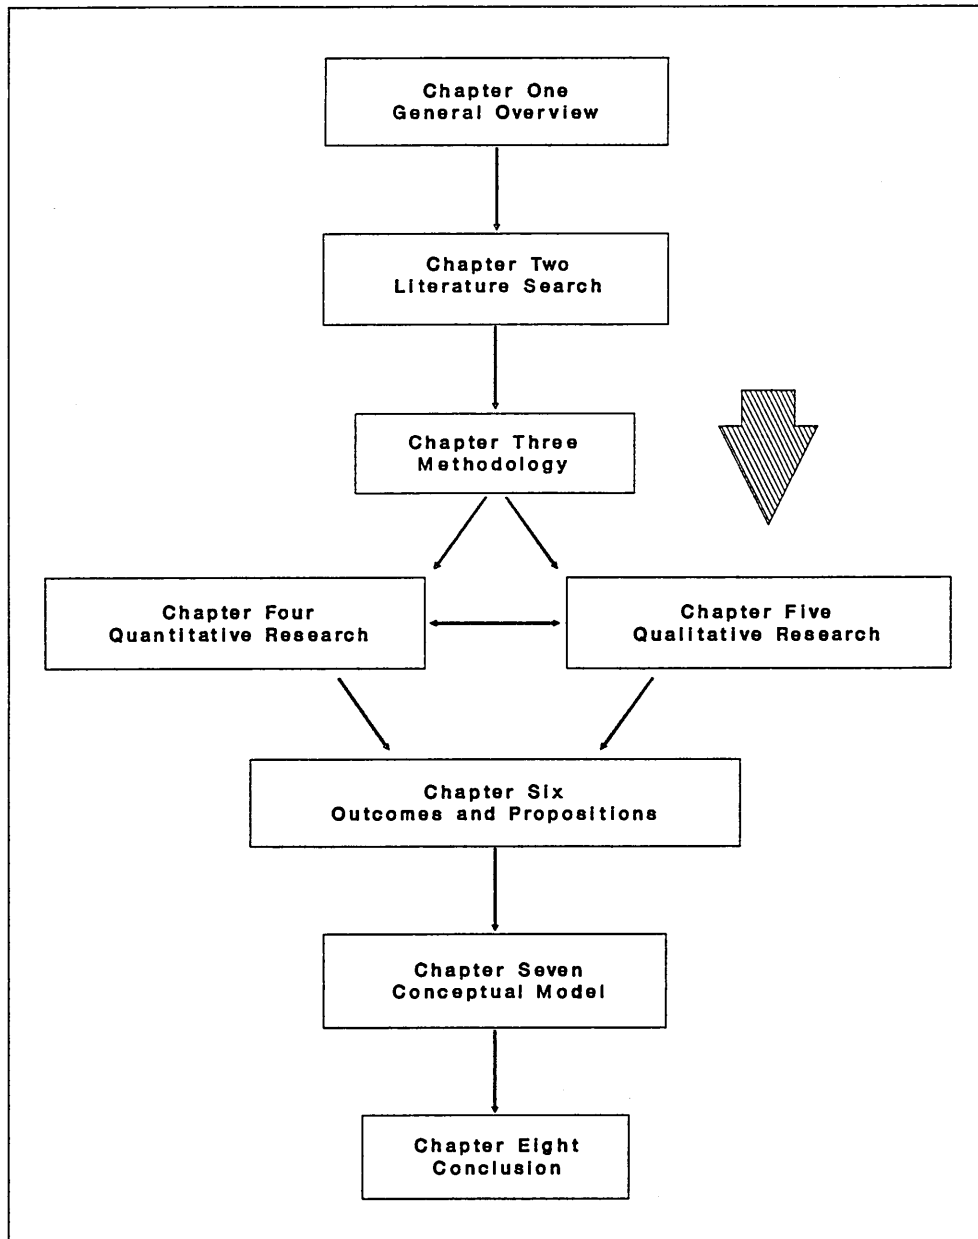 Chapter One
General Overview
Chapter Two
Literature Search
Chapter Three
Methodology
Chapter Four
Quantitative Research
Chapter Five
Qualitative Research
Chapter Six
Outcomes and Propositions
Chapter Seven
Conceptual Model
Chapter Eight
Conclusion